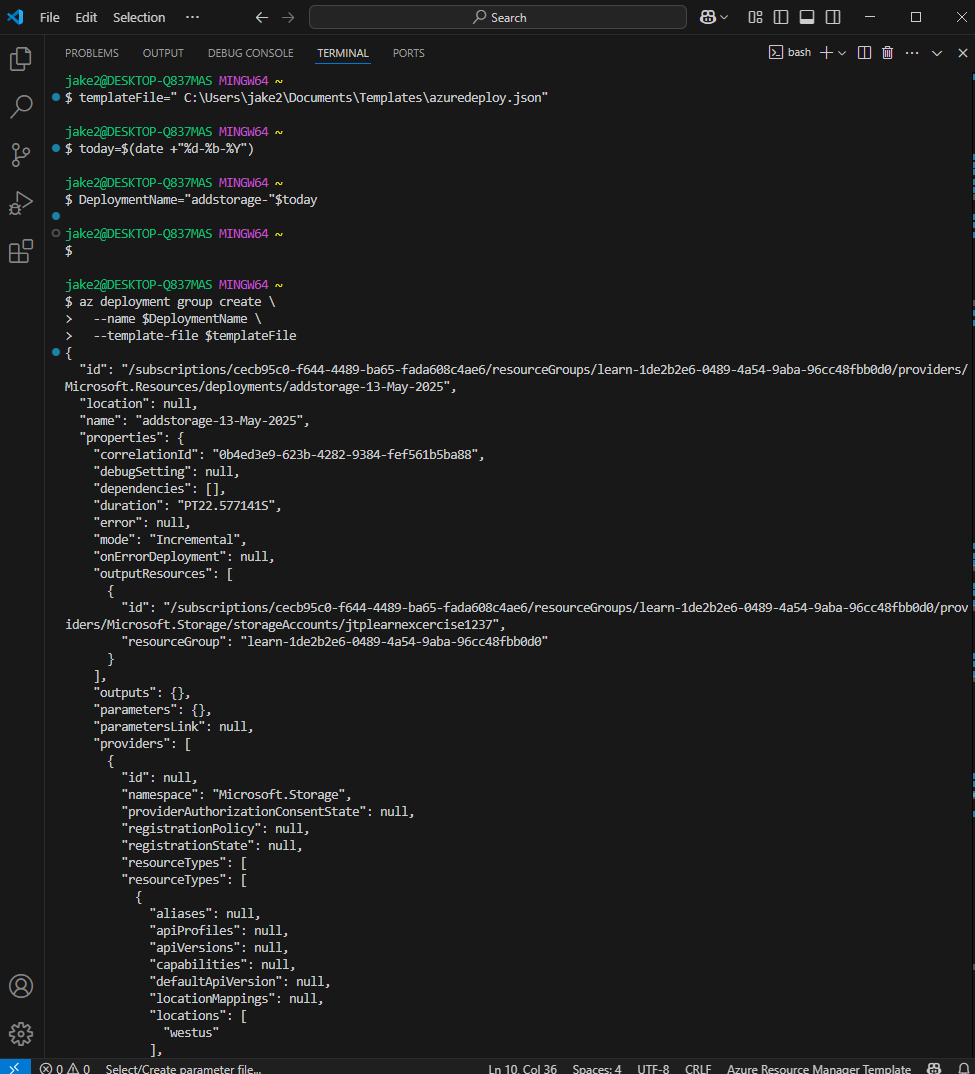 File Edit Selection ··· Search
PROBLEMS OUTPUT DEBUG CONSOLE TERMINAL PORTS bash
jake2@DESKTOP-Q837MAS MINGW64 ~
$ templateFile=" C:\Users\jake2\Documents\Templates\azuredeploy.json"
jake2@DESKTOP-Q837MAS MINGW64 ~
$ today=$(date +"%d-%b-%Y")
jake2@DESKTOP-Q837MAS MINGW64 ~
$ DeploymentName="addstorage-"$today
jake2@DESKTOP-Q837MAS MINGW64 ~
$
jake2@DESKTOP-Q837MAS MINGW64 ~
$ az deployment group create \
>   --name $DeploymentName \
>   --template-file $templateFile
{
  "id": "/subscriptions/cecb95c0-f644-4489-ba65-fada608c4ae6/resourceGroups/learn-1de2b2e6-0489-4a54-9aba-96cc48fbb0d0/providers/
Microsoft.Resources/deployments/addstorage-13-May-2025",
  "location": null,
  "name": "addstorage-13-May-2025",
  "properties": {
    "correlationId": "0b4ed3e9-623b-4282-9384-fef561b5ba88",
    "debugSetting": null,
    "dependencies": [],
    "duration": "PT22.577141S",
    "error": null,
    "mode": "Incremental",
    "onErrorDeployment": null,
    "outputResources": [
      {
        "id": "/subscriptions/cecb95c0-f644-4489-ba65-fada608c4ae6/resourceGroups/learn-1de2b2e6-0489-4a54-9aba-96cc48fbb0d0/prov
iders/Microsoft.Storage/storageAccounts/jtplearnexcercise1237",
        "resourceGroup": "learn-1de2b2e6-0489-4a54-9aba-96cc48fbb0d0"
      }
    ],
    "outputs": {},
    "parameters": {},
    "parametersLink": null,
    "providers": [
      {
        "id": null,
        "namespace": "Microsoft.Storage",
        "providerAuthorizationConsentState": null,
        "registrationPolicy": null,
        "registrationState": null,
        "resourceTypes": [
        "resourceTypes": [
          {
            "aliases": null,
            "apiProfiles": null,
            "apiVersions": null,
            "capabilities": null,
            "defaultApiVersion": null,
            "locationMappings": null,
            "locations": [
              "westus"
            ],
0 0 Select/Create parameter file... Ln 10, Col 36 Spaces: 4 UTF-8 CRLF Azure Resource Manager Template